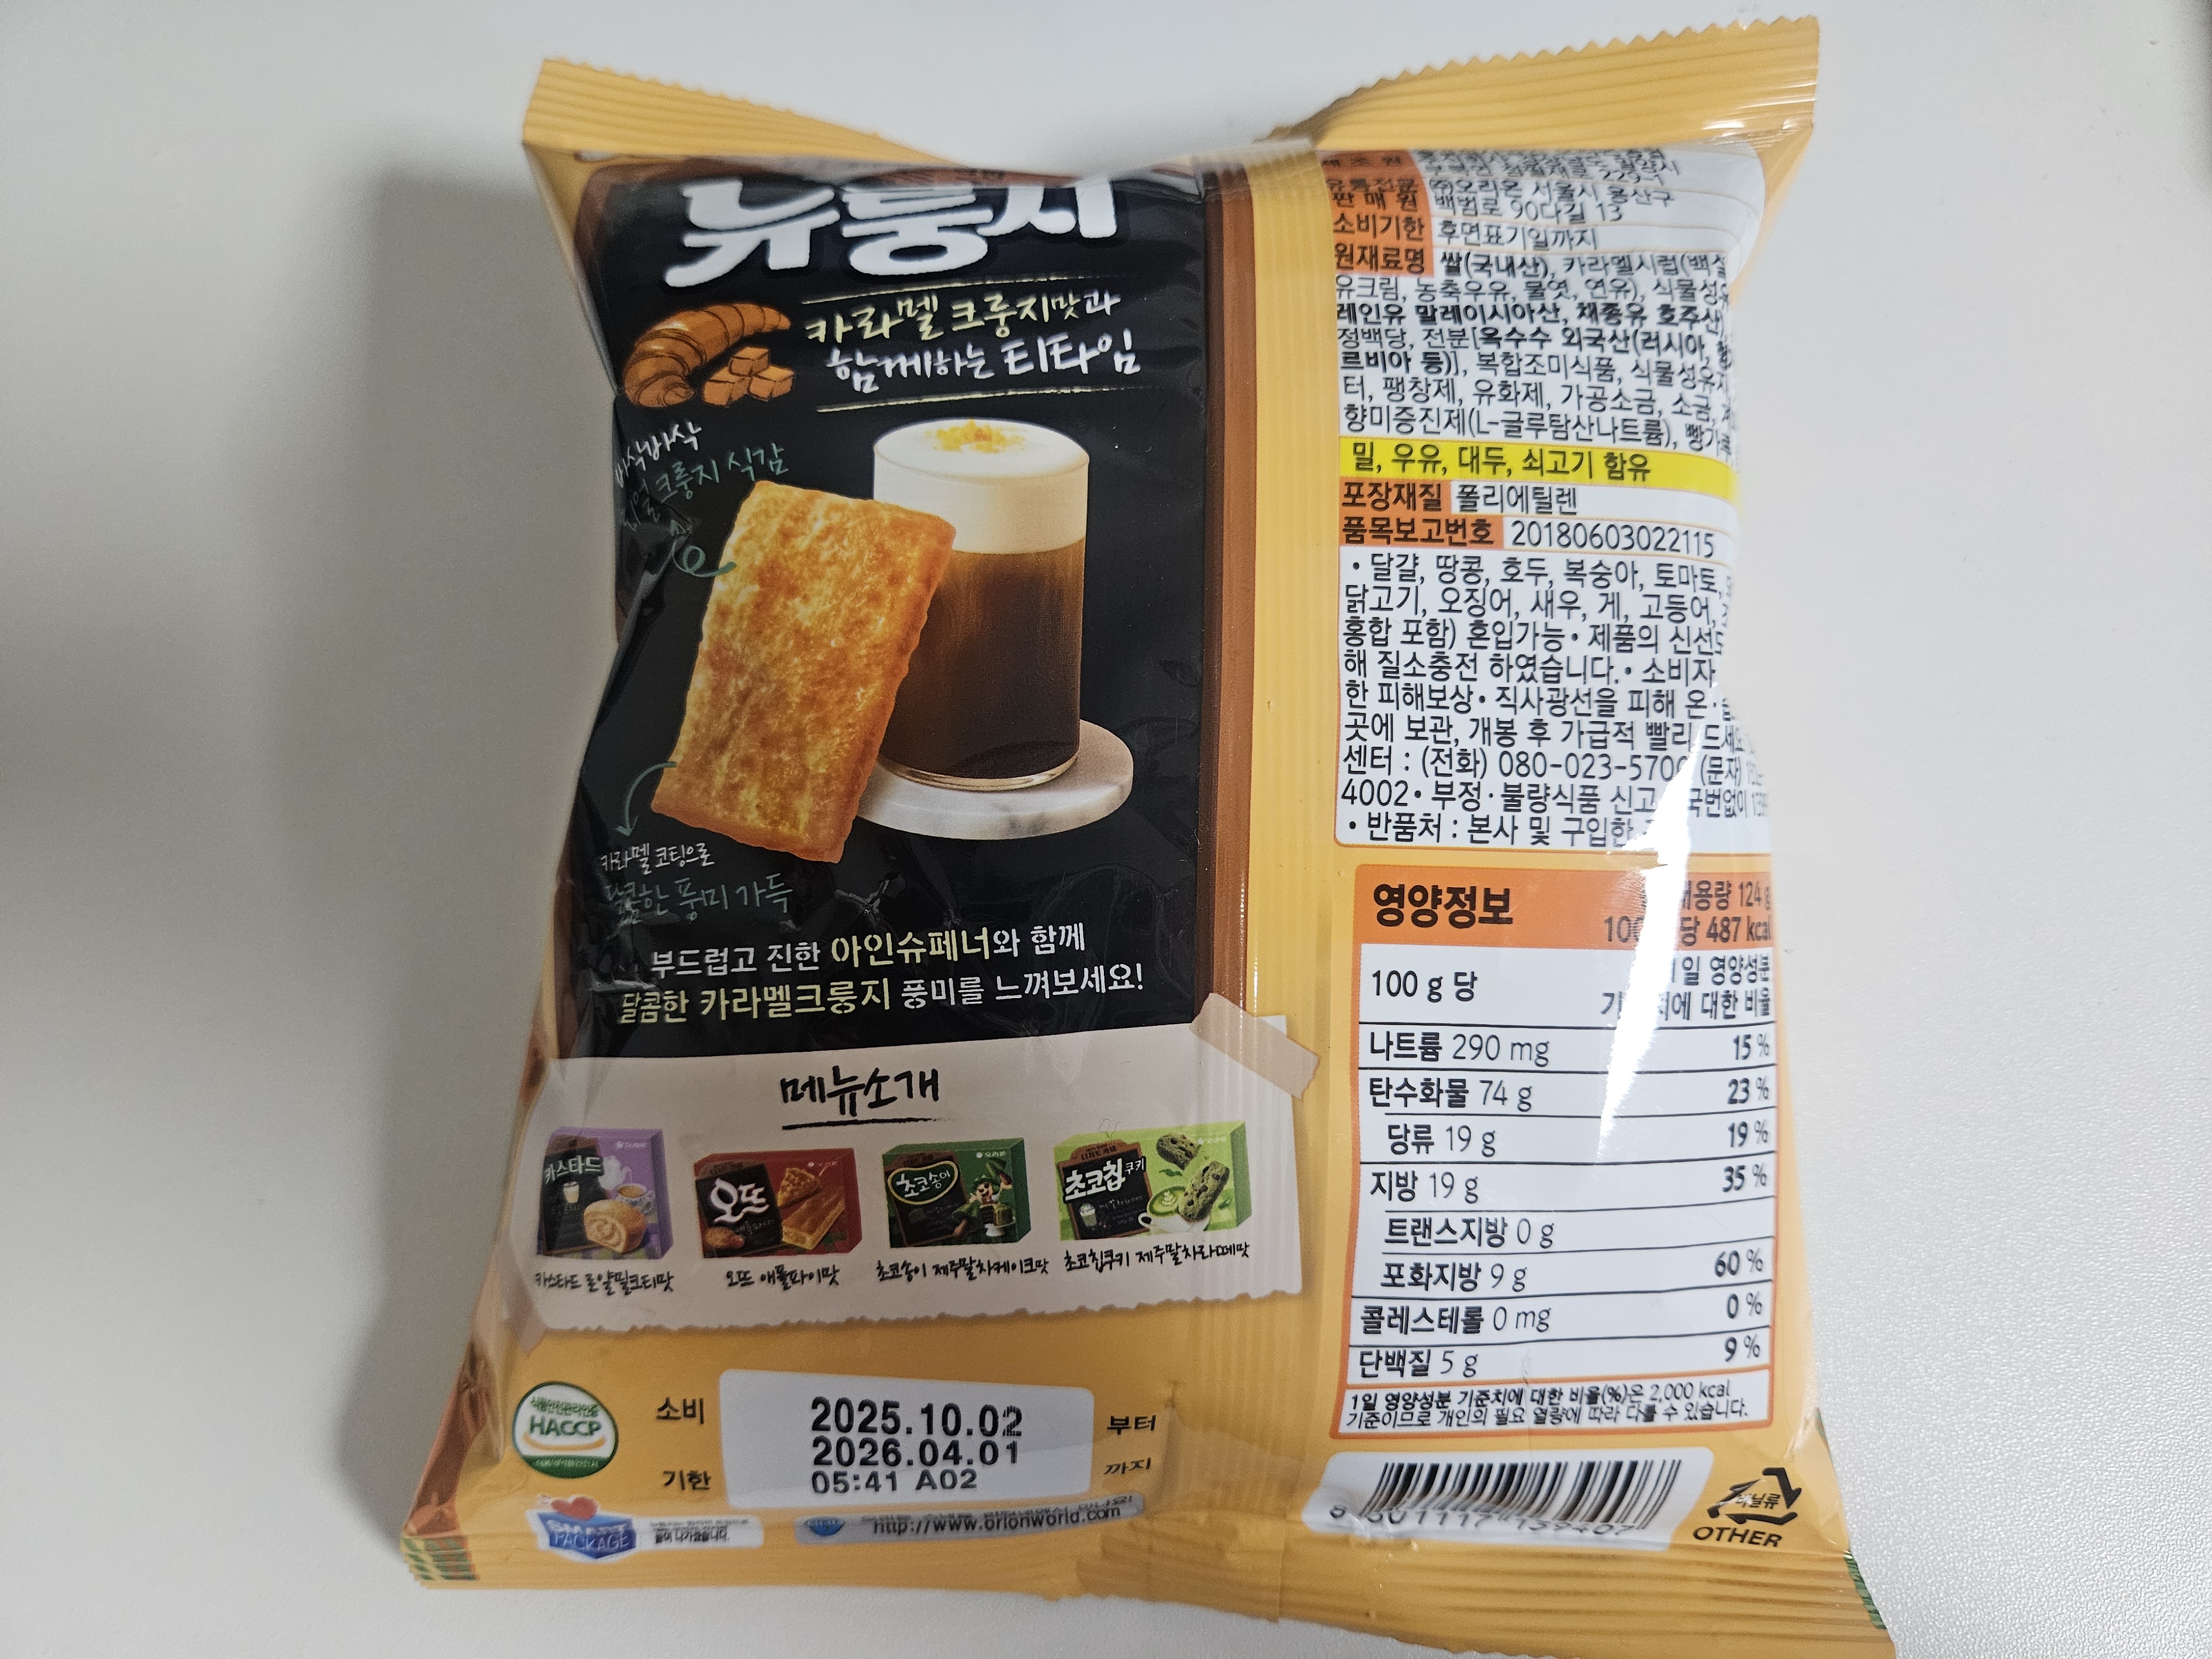 뉴룽지
카라멜 크룽지맛과
함께하는 티타임
바삭바삭
크룽지 식감
카라멜 코팅으로
달콤한 풍미 가득
부드럽고 진한 아인슈페너와 함께
달콤한 카라멜크룽지 풍미를 느껴보세요!
메뉴소개
카스타드
오뜨
초코송이
초코칩쿠키
카스타드 로얄밀크티맛
오뜨 애플파이맛
초코송이 제주말차케이크맛
초코칩쿠키 제주말차라떼맛
HACCP
소비
기한
2025.10.02
2026.04.01
05:41 A02
부터
까지
SMART
PACKAGE
http://www.orionworld.com
제조원
229-1
유통전문 ㈜오리온 서울시 용산구
판매원 백범로 90다길 13
소비기한 후면표기일까지
원재료명 쌀(국내산), 카라멜시럽(백설
유크림, 농축우유, 물엿, 연유), 식물성유
레인유 말레이시아산, 채종유 호주산)
정백당, 전분[옥수수 외국산(러시아,
르비아 등)], 복합조미식품, 식물성유지
터, 팽창제, 유화제, 가공소금, 소금,
향미증진제(L-글루탐산나트륨), 빵가루
밀, 우유, 대두, 쇠고기 함유
포장재질 폴리에틸렌
품목보고번호 20180603022115
• 달걀, 땅콩, 호두, 복숭아, 토마토,
닭고기, 오징어, 새우, 게, 고등어,
홍합 포함) 혼입가능 • 제품의 신선도
해 질소충전 하였습니다. • 소비자
한 피해보상 • 직사광선을 피해 온·습
곳에 보관, 개봉 후 가급적 빨리 드세요
센터 : (전화) 080-023-5700 (문자)
4002 • 부정·불량식품 신고 국번없이
• 반품처 : 본사 및 구입한
영양정보
내용량 124 g
당 487 kcal
100 g 당
1일 영양성분
기준치에 대한 비율
나트륨 290 mg 15 %
탄수화물 74 g 23 %
당류 19 g 19 %
지방 19 g 35 %
트랜스지방 0 g
포화지방 9 g 60 %
콜레스테롤 0 mg 0 %
단백질 5 g 9 %
1일 영양성분 기준치에 대한 비율(%)은 2,000 kcal
기준이므로 개인의 필요 열량에 따라 다를 수 있습니다.
비닐류
OTHER